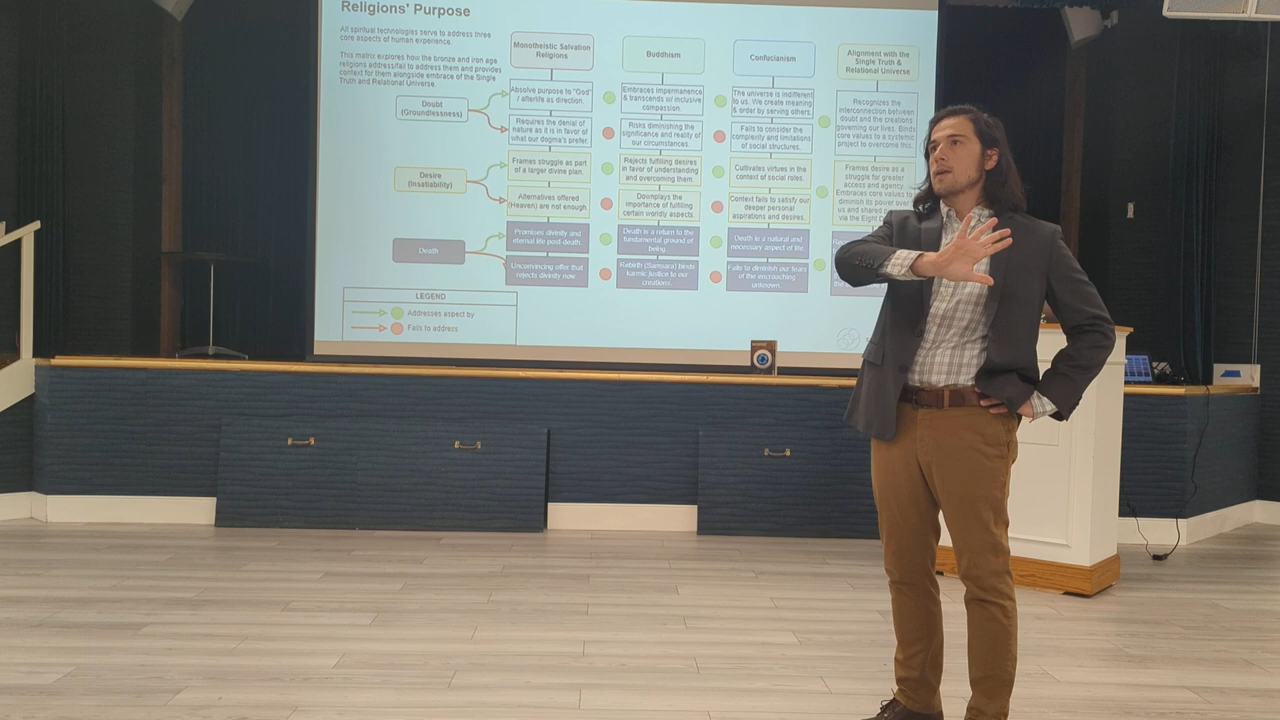 Religions' Purpose
All spiritual technologies serve to address three
core aspects of human experience.
This matrix explores how the bronze and iron age
religions address/fail to address them and provides
context for them alongside embrace of the Single
Truth and Relational Universe.
Monotheistic Salvation
Religions
Buddhism
Confucianism
Alignment with the
Single Truth &
Relational Universe
Doubt
(Groundlessness)
Absolve purpose to "God"
/ afterlife as direction.
Embraces impermanence
& transcends w/ inclusive
compassion.
The universe is indifferent
to us. We create meaning
& order by serving others.
Recognizes the
interconnection between
doubt and the creations
governing our lives. Binds
core values to a systemic
project to overcome this.
Requires the denial of
nature as it is in favor of
what our dogma's prefer.
Risks diminishing the
significance and reality of
our circumstances.
Fails to consider the
complexity and limitations
of social structures.
Desire
(Insatiability)
Frames struggle as part
of a larger divine plan.
Rejects fulfilling desires
in favor of understanding
and overcoming them.
Cultivates virtues in the
context of social roles.
Frames desire as a
struggle for greater
access and agency.
Embraces core values to
diminish its power over
us and shared
via the Eight
Alternatives offered
(Heaven) are not enough.
Downplays the
importance of fulfilling
certain worldly aspects.
Context fails to satisfy our
deeper personal
aspirations and desires.
Death
Promises divinity and
eternal life post-death.
Death is a return to the
fundamental ground of
being.
Death is a natural and
necessary aspect of life.
Unconvincing offer that
rejects divinity now.
Rebirth (Samsara) binds
karmic justice to our
creations.
Fails to diminish our fears
of the encroaching
unknown.
LEGEND
Addresses aspect by
Fails to address